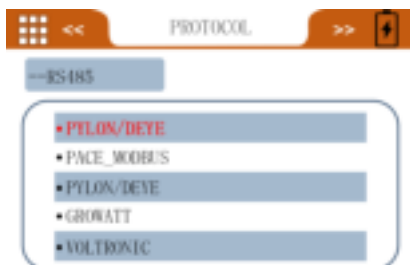 << PROTOCOL >>
--RS485
•PYLON/DEYE
•PACE_MODBUS
•PYLON/DEYE
•GROWATT
•VOLTRONIC